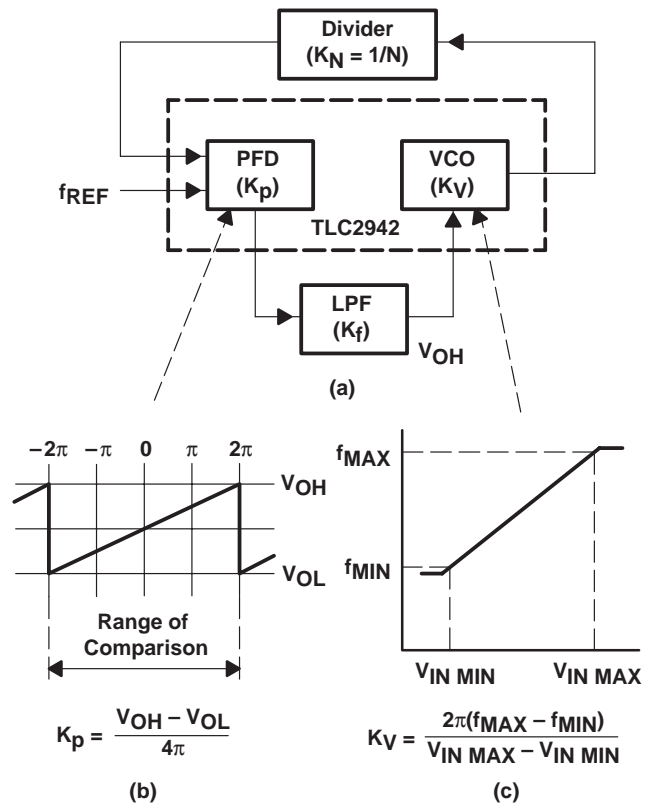 Divider
(K_N = 1/N)
PFD
(K_p)
VCO
(K_V)
f_REF
TLC2942
LPF
(K_f)
V_OH
(a)
−2π −π 0 π 2π
V_OH
V_OL
Range of
Comparison
K_p = (V_OH − V_OL) / 4π
(b)
f_MAX
f_MIN
V_IN MIN V_IN MAX
K_V = 2π(f_MAX − f_MIN) / (V_IN MAX − V_IN MIN)
(c)